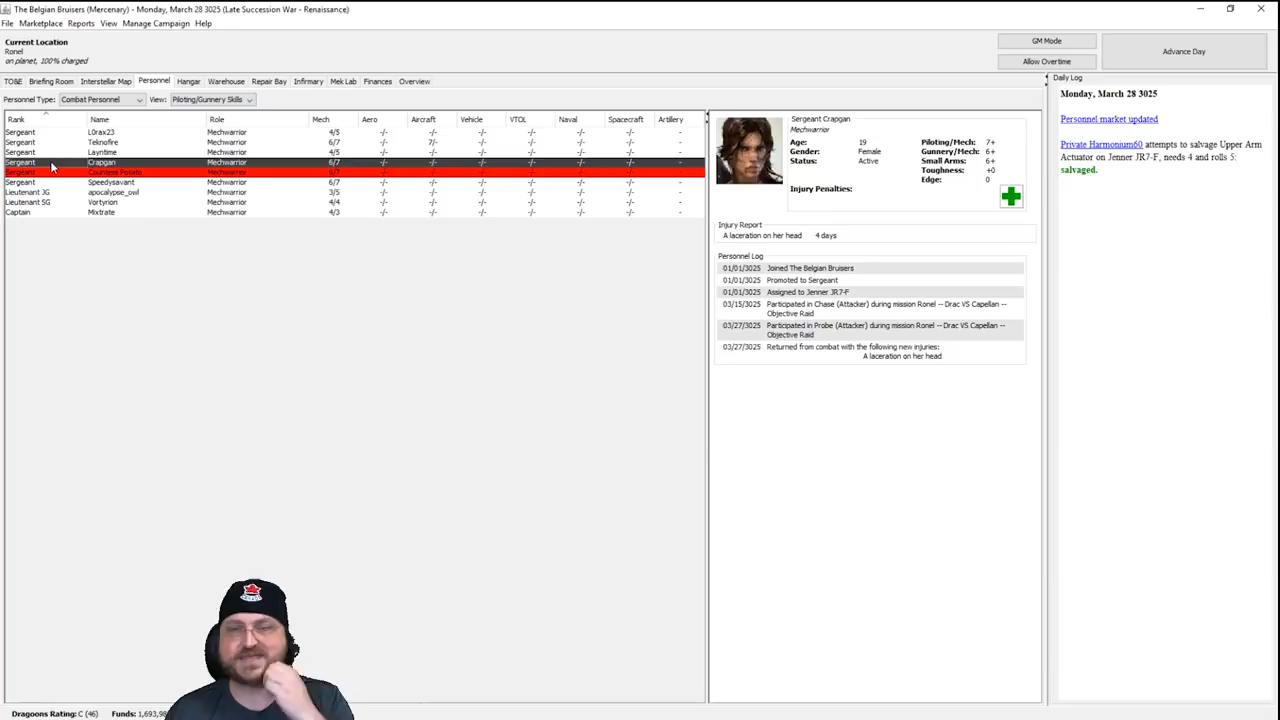 The Belgian Bruisers (Mercenary) - Monday, March 28 3025 (Late Succession War - Renaissance)
File Marketplace Reports View Manage Campaign Help
Current Location
Ronel
on planet, 100% charged
GM Mode
Allow Overtime
Advance Day
TO&E Briefing Room Interstellar Map Personnel Hangar Warehouse Repair Bay Infirmary Mek Lab Finances Overview
Personnel Type: Combat Personnel View: Piloting/Gunnery Skills
Rank Name Role Mech Aero Aircraft Vehicle VTOL Naval Spacecraft Artillery
Sergeant L0rax23 Mechwarrior 4/5 -/- -/- -/- -/- -/- -/- -
Sergeant Teknofire Mechwarrior 6/7 -/- 7/- -/- -/- -/- -/- -
Sergeant Layntime Mechwarrior 4/5 -/- -/- -/- -/- -/- -/- -
Sergeant Crapgan Mechwarrior 6/7 -/- -/- -/- -/- -/- -/- -
Sergeant Countess Potato Mechwarrior 6/7 -/- -/- -/- -/- -/- -/- -
Sergeant Speedysavant Mechwarrior 6/7 -/- -/- -/- -/- -/- -/- -
Lieutenant JG apocalypse_owl Mechwarrior 3/5 -/- -/- -/- -/- -/- -/- -
Lieutenant SG Vortyrion Mechwarrior 4/4 -/- -/- -/- -/- -/- -/- -
Captain Mixtrate Mechwarrior 4/3 -/- -/- -/- -/- -/- -/- -
Sergeant Crapgan
Mechwarrior
Age: 19 Piloting/Mech: 7+
Gender: Female Gunnery/Mech: 6+
Status: Active Small Arms: 6+
Toughness: +0
Edge: 0
Injury Penalties:
Injury Report
A laceration on her head 4 days
Personnel Log
01/01/3025 Joined The Belgian Bruisers
01/01/3025 Promoted to Sergeant
01/01/3025 Assigned to Jenner JR7-F
03/15/3025 Participated in Chase (Attacker) during mission Ronel -- Drac VS Capellan --
Objective Raid
03/27/3025 Participated in Probe (Attacker) during mission Ronel -- Drac VS Capellan --
Objective Raid
03/27/3025 Returned from combat with the following new injuries:
A laceration on her head
Daily Log
Monday, March 28 3025
Personnel market updated
Private Harmonium60 attempts to salvage Upper Arm
Actuator on Jenner JR7-F, needs 4 and rolls 5:
salvaged.
Dragoons Rating: C (46) Funds: 1,693,98